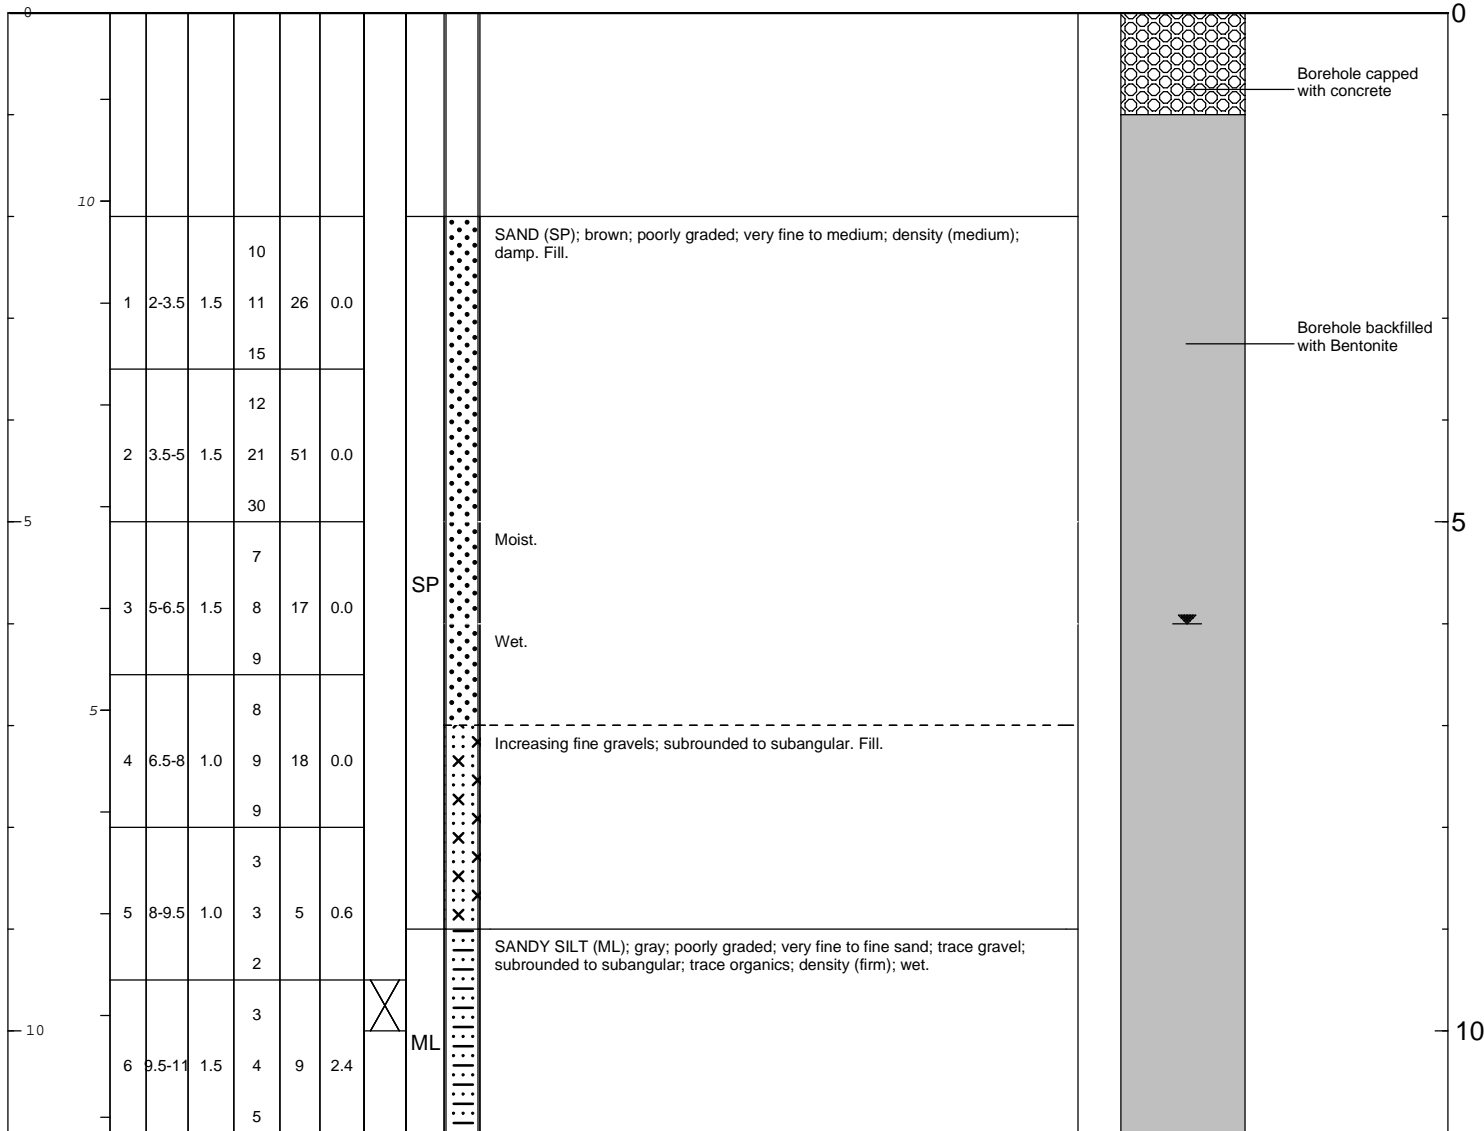 0
0
Borehole capped
with concrete
10
SAND (SP); brown; poorly graded; very fine to medium; density (medium);
damp. Fill.
10
1 2-3.5 1.5 11 26 0.0
15
Borehole backfilled
with Bentonite
12
2 3.5-5 1.5 21 51 0.0
30
5
5
Moist.
7
SP
3 5-6.5 1.5 8 17 0.0
Wet.
9
5
8
Increasing fine gravels; subrounded to subangular. Fill.
4 6.5-8 1.0 9 18 0.0
9
3
5 8-9.5 1.0 3 5 0.6
SANDY SILT (ML); gray; poorly graded; very fine to fine sand; trace gravel;
subrounded to subangular; trace organics; density (firm); wet.
2
3
10
10
ML
6 9.5-11 1.5 4 9 2.4
5